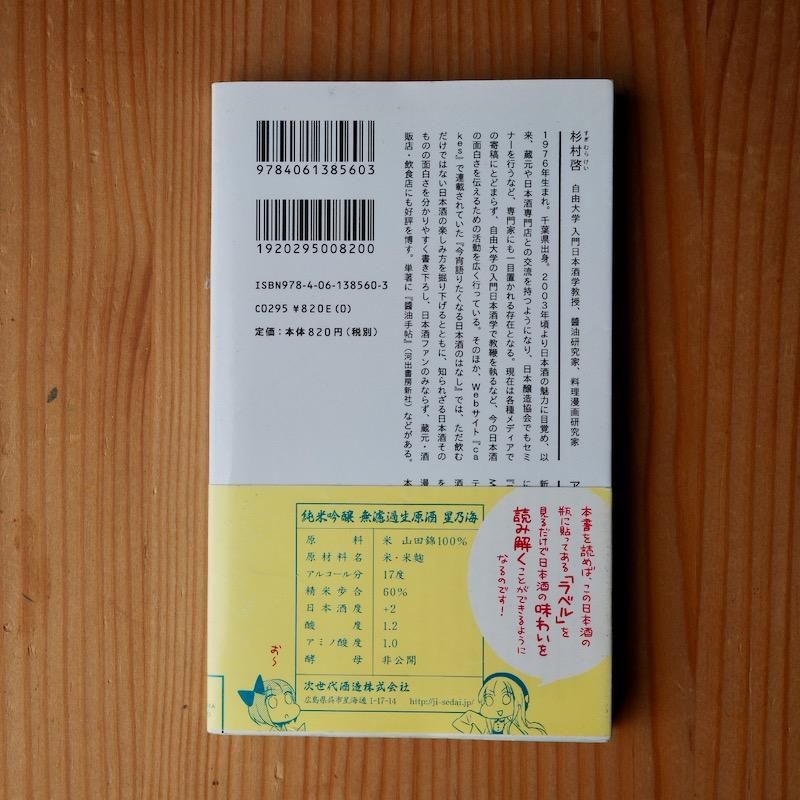 杉村啓
すぎむらけい
自由大学 入門日本酒学教授、醬油研究家、料理漫画研究家
1976年生まれ。千葉県出身。2003年頃より日本酒の魅力に目覚め、以
来、蔵元や日本酒専門店との交流を持つようになり、日本醸造協会でもセミ
ナーを行うなど、専門家にも一目置かれる存在となる。現在は各種メディアで
の寄稿にとどまらず、自由大学の入門日本酒学で教鞭を執るなど、今の日本酒
の面白さを伝えるための活動を広く行っている。そのほか、Webサイト『ca
kes』で連載されていた『今宵語りたくなる日本酒のはなし』では、ただ飲む
だけではない日本酒の楽しみ方を掘り下げるとともに、知られざる日本酒その
ものの面白さを分かりやすく書き下ろし、日本酒ファンのみならず、蔵元・酒
販店・飲食店にも好評を博す。単著に『醬油手帖』(河出書房新社)などがある。
9784061385603
1920295008200
ISBN978-4-06-138560-3
C0295 ¥820E(0)
定価:本体820円(税別)
本書を読めば、この日本酒の
瓶に貼ってある「ラベル」を
見るだけで日本酒の味わいを
読み解くことができるように
なるのです!
純米吟醸 無濾過生原酒 星乃海
原料 米 山田錦100%
原材料名 米・米麹
アルコール分 17度
精米歩合 60%
日本酒度 +2
酸度 1.2
アミノ酸度 1.0
酵母 非公開
次世代酒造株式会社
広島県呉市星海通1-17-14 http://ji-sedai.jp/
お〜